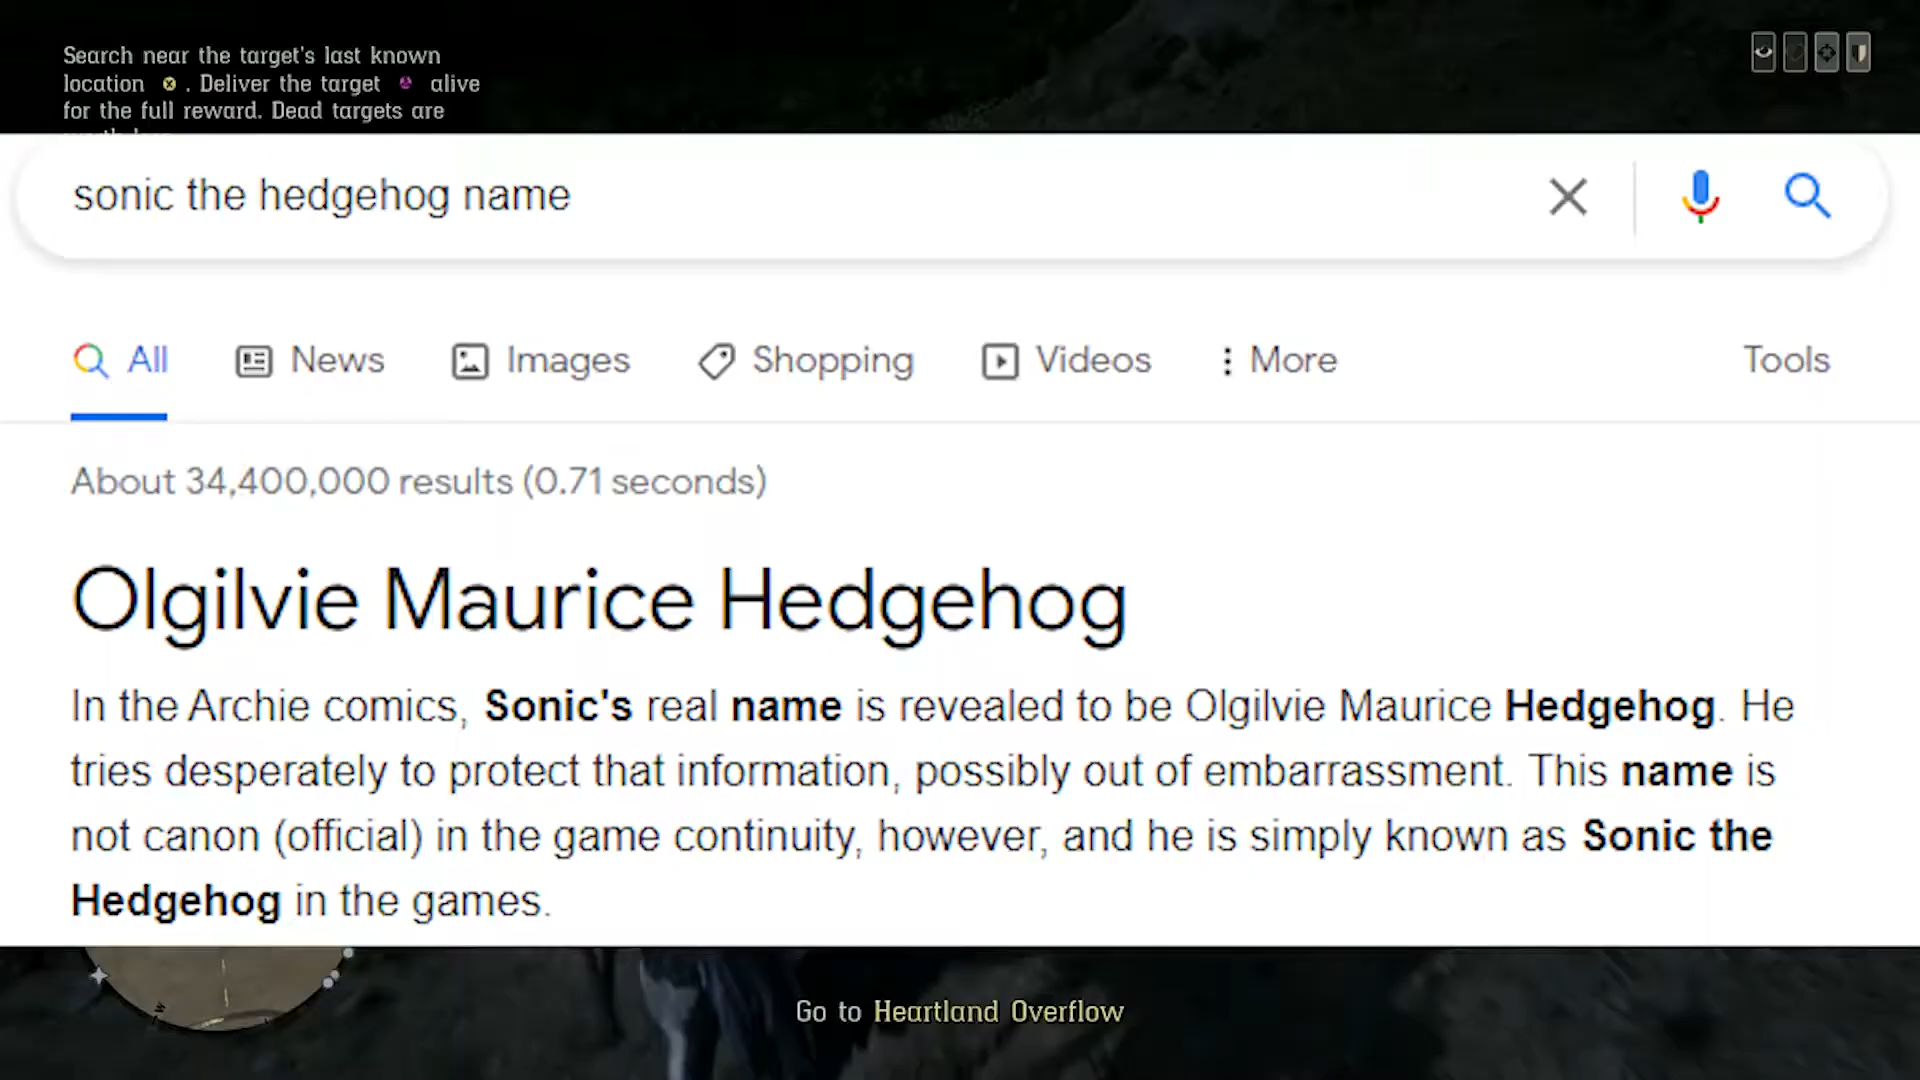 Search near the target's last known
location . Deliver the target alive
for the full reward. Dead targets are
sonic the hedgehog name
All News Images Shopping Videos More Tools
About 34,400,000 results (0.71 seconds)
Olgilvie Maurice Hedgehog
In the Archie comics, Sonic's real name is revealed to be Olgilvie Maurice Hedgehog. He
tries desperately to protect that information, possibly out of embarrassment. This name is
not canon (official) in the game continuity, however, and he is simply known as Sonic the
Hedgehog in the games.
W
Go to Heartland Overflow